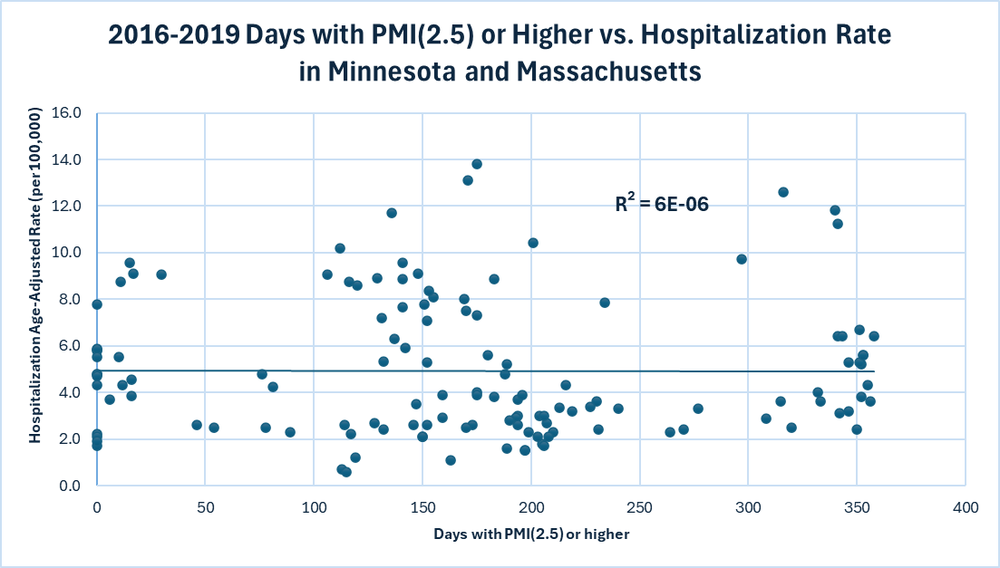 2016-2019 Days with PMI(2.5) or Higher vs. Hospitalization Rate
in Minnesota and Massachusetts
Hospitalization Age-Adjusted Rate (per 100,000)
16.0
14.0
12.0
10.0
8.0
6.0
4.0
2.0
0.0
R² = 6E-06
0 50 100 150 200 250 300 350 400
Days with PMI(2.5) or higher